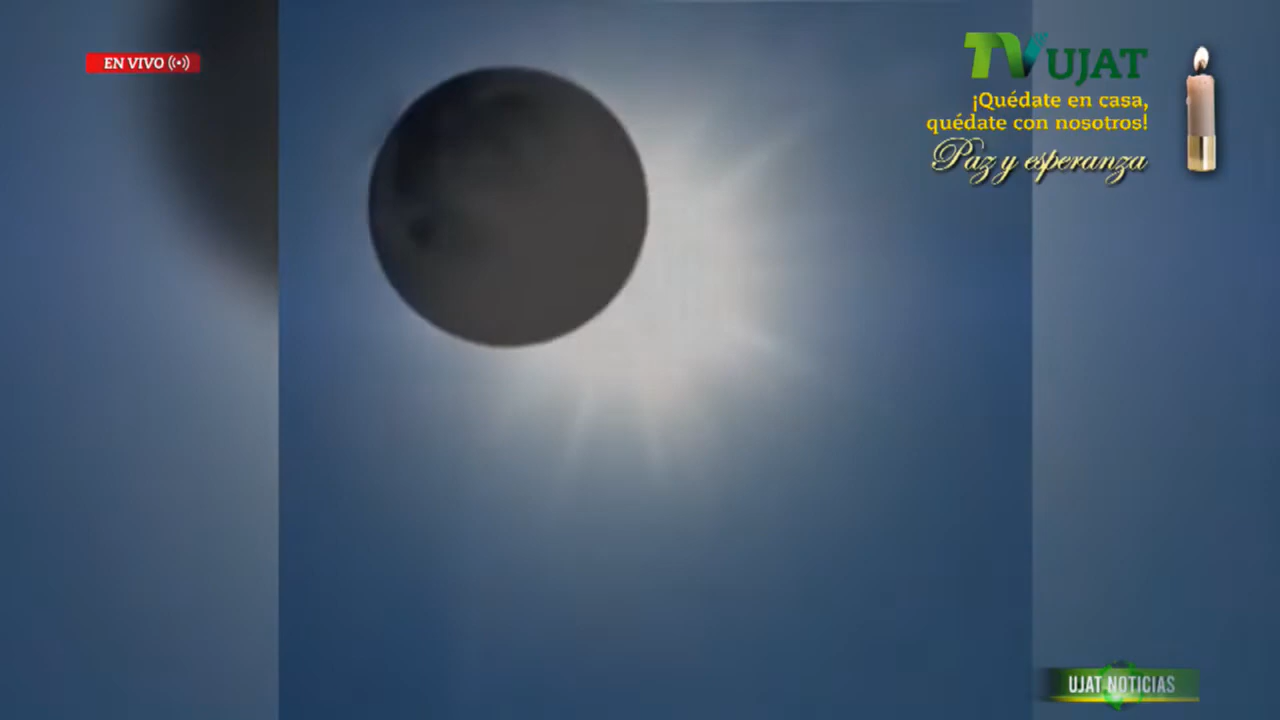 EN VIVO
TV UJAT
¡Quédate en casa,
quédate con nosotros!
Paz y esperanza
UJAT NOTICIAS